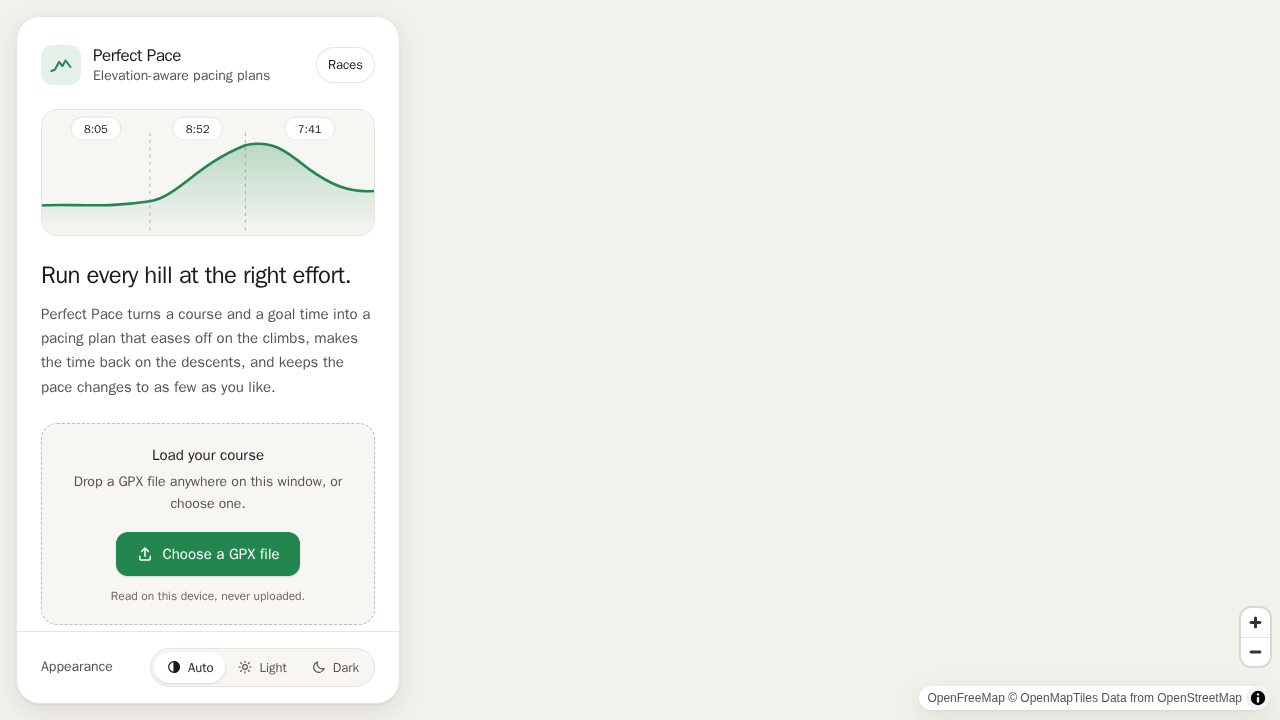 Perfect Pace
Elevation-aware pacing plans
Races
8:05
8:52
7:41
Run every hill at the right effort.
Perfect Pace turns a course and a goal time into a
pacing plan that eases off on the climbs, makes
the time back on the descents, and keeps the
pace changes to as few as you like.
Load your course
Drop a GPX file anywhere on this window, or
choose one.
Choose a GPX file
Read on this device, never uploaded.
Appearance
Auto
Light
Dark
OpenFreeMap © OpenMapTiles Data from OpenStreetMap